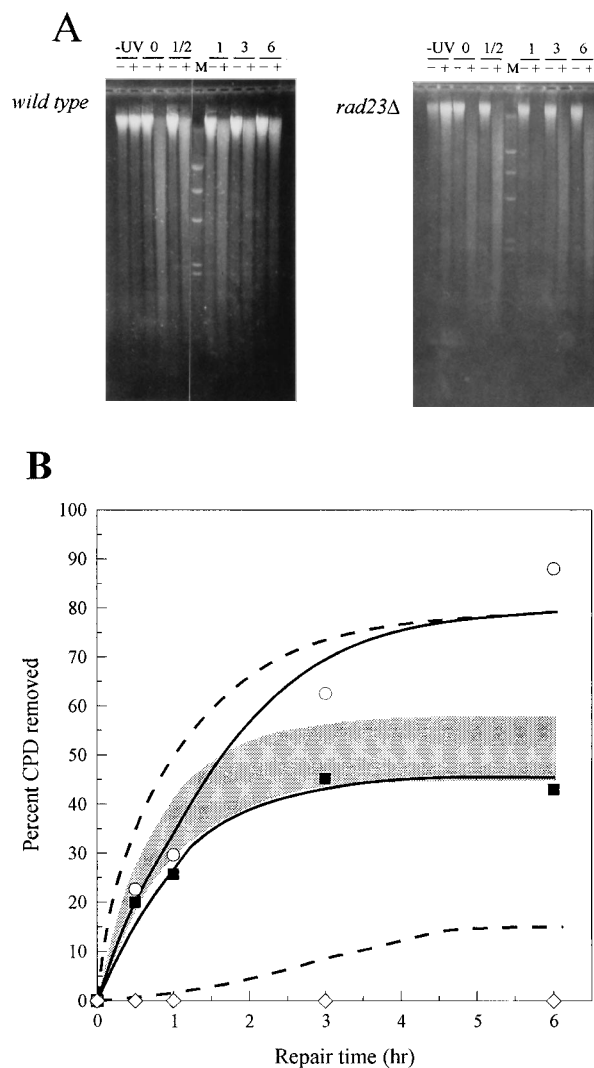 A
-UV 0 1/2 1 3 6
− + − + − + M − + − + − +
wild type
-UV 0 1/2 1 3 6
− + − + − + M − + − + − +
rad23Δ
B
100
90
80
70
60
50
40
30
20
10
0
Percent CPD removed
0 1 2 3 4 5 6
Repair time (hr)